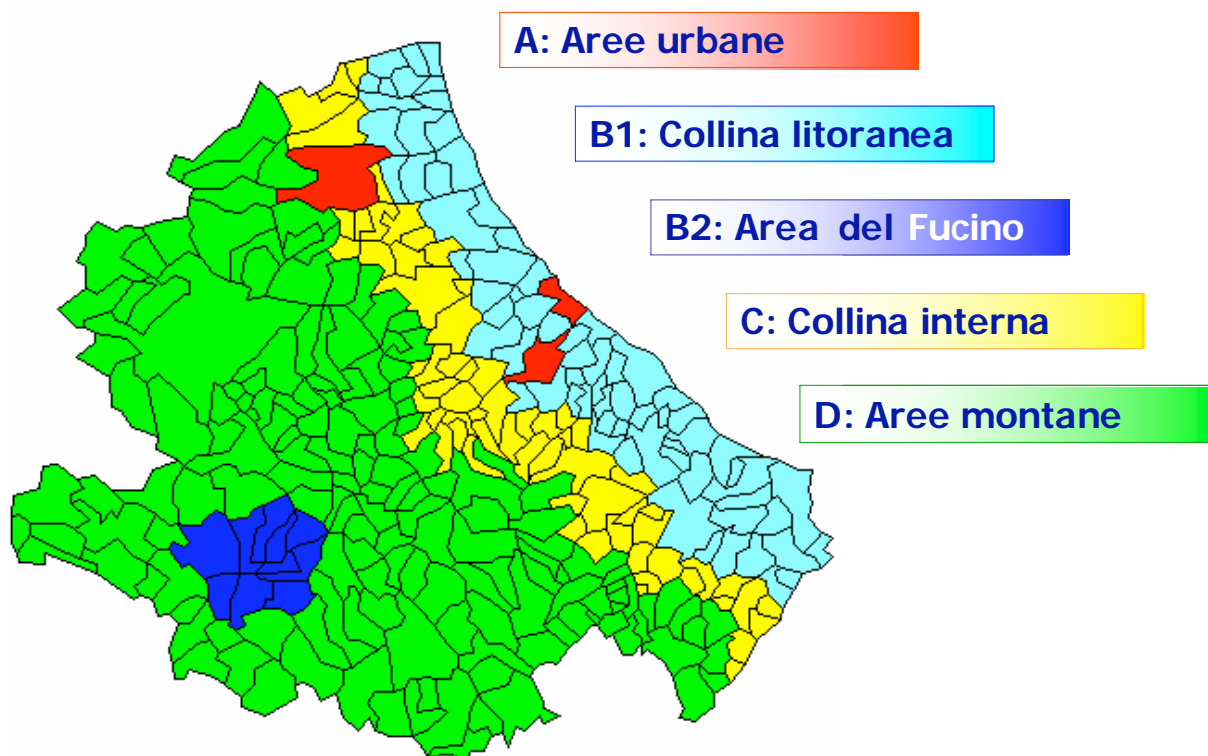 A: Aree urbane
B1: Collina litoranea
B2: Area del Fucino
C: Collina interna
D: Aree montane